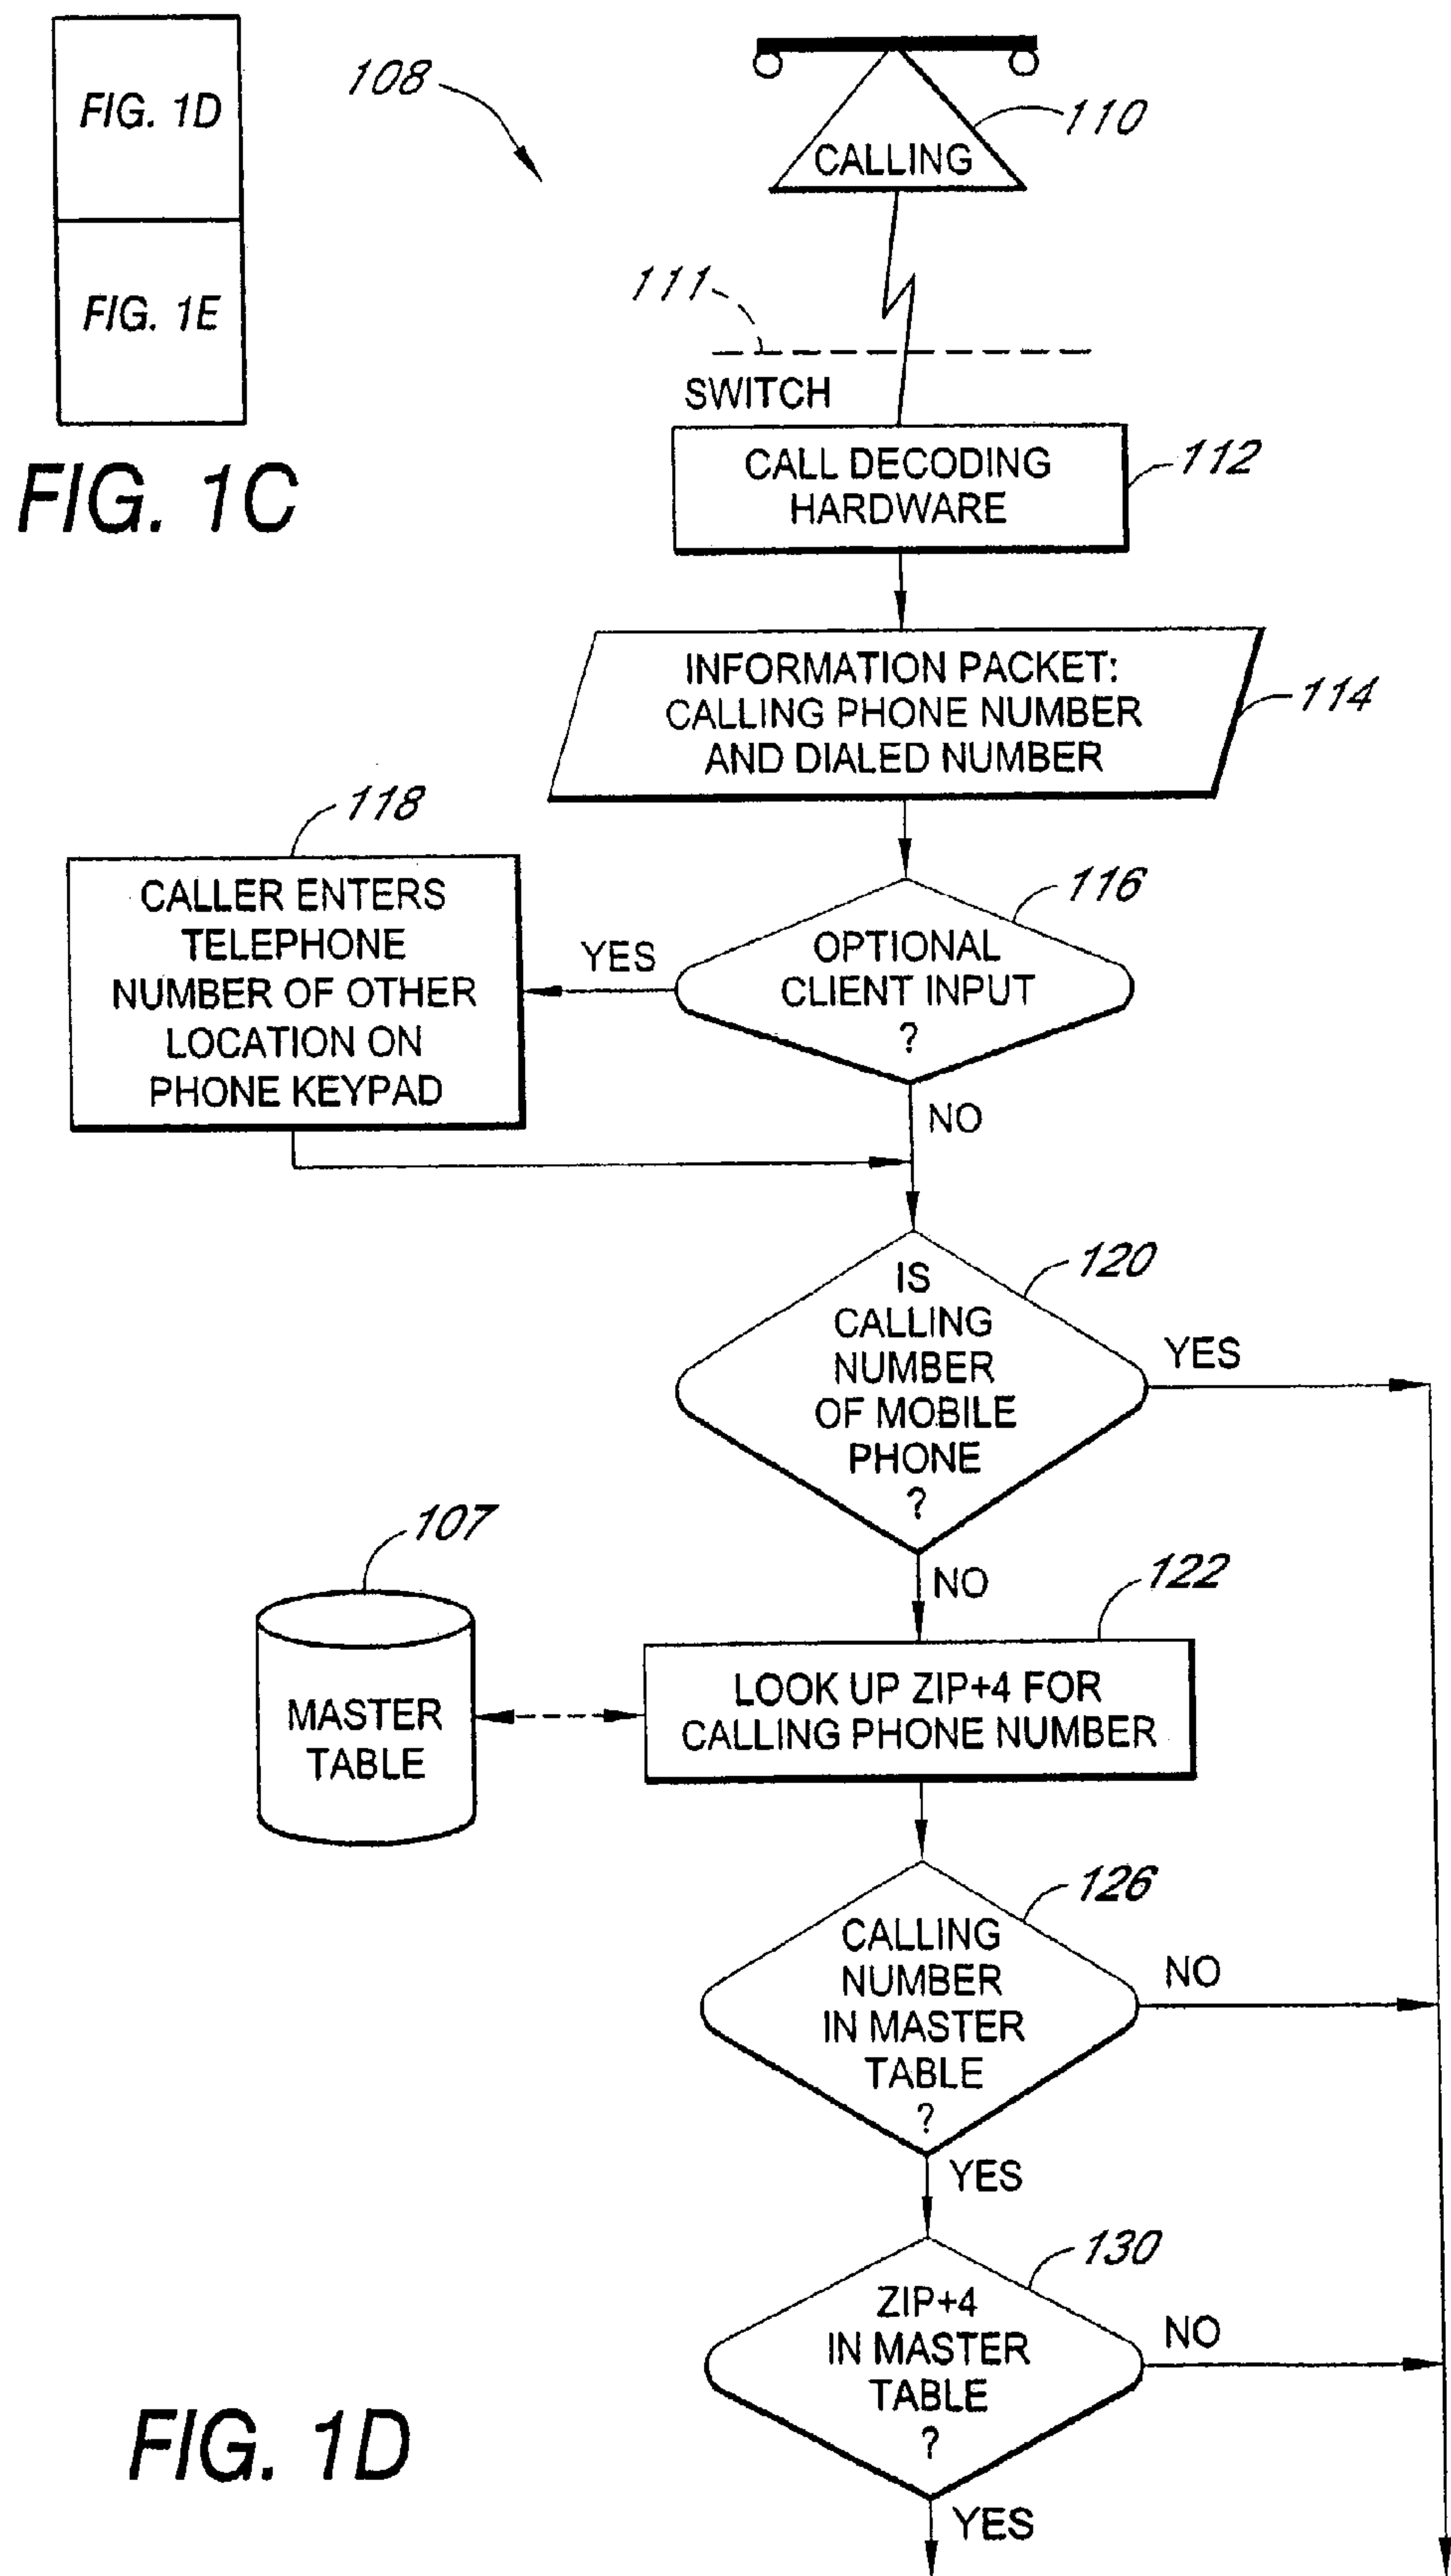 FIG. 1D
FIG. 1E
FIG. 1C
108
CALLING
110
111
SWITCH
CALL DECODING
HARDWARE
112
INFORMATION PACKET:
CALLING PHONE NUMBER
AND DIALED NUMBER
114
118
CALLER ENTERS
TELEPHONE
NUMBER OF OTHER
LOCATION ON
PHONE KEYPAD
YES
116
OPTIONAL
CLIENT INPUT
?
NO
120
IS
CALLING
NUMBER
OF MOBILE
PHONE
?
YES
NO
107
MASTER
TABLE
122
LOOK UP ZIP+4 FOR
CALLING PHONE NUMBER
126
CALLING
NUMBER
IN MASTER
TABLE
?
NO
YES
130
ZIP+4
IN MASTER
TABLE
?
NO
YES
FIG. 1D